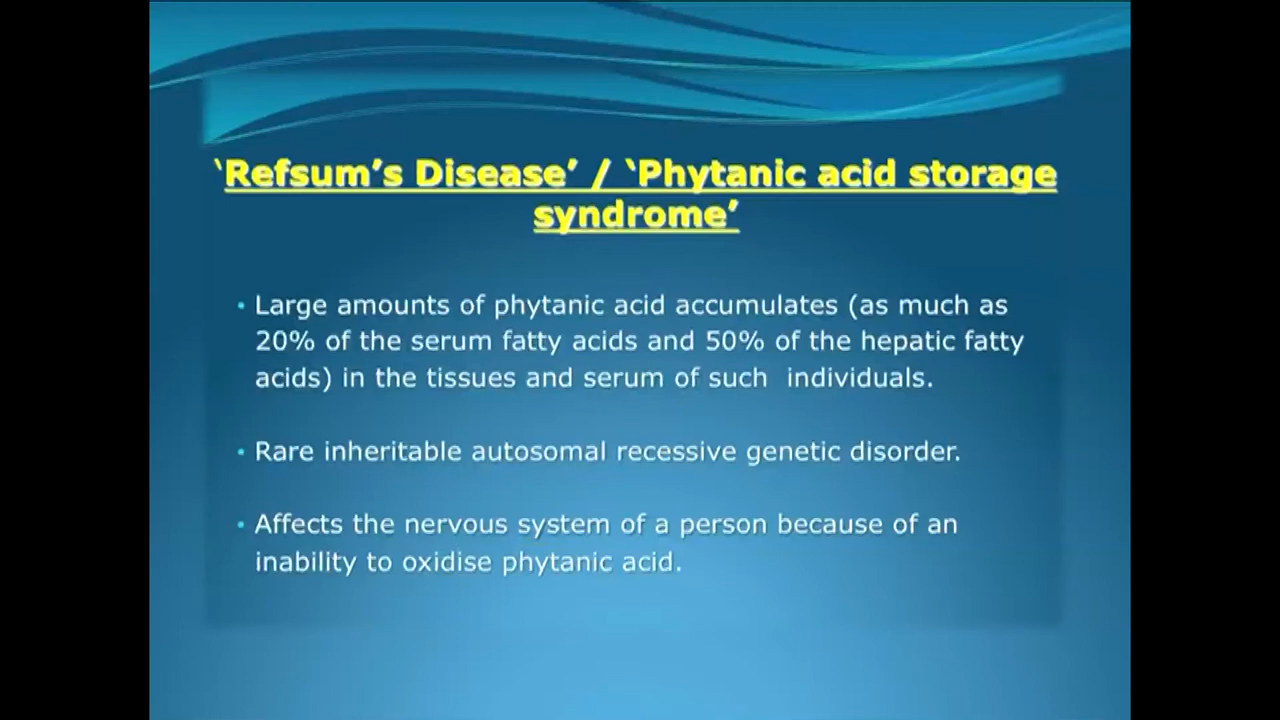 ‘Refsum’s Disease’ / ‘Phytanic acid storage
syndrome’
• Large amounts of phytanic acid accumulates (as much as
20% of the serum fatty acids and 50% of the hepatic fatty
acids) in the tissues and serum of such  individuals.
• Rare inheritable autosomal recessive genetic disorder.
• Affects the nervous system of a person because of an
inability to oxidise phytanic acid.